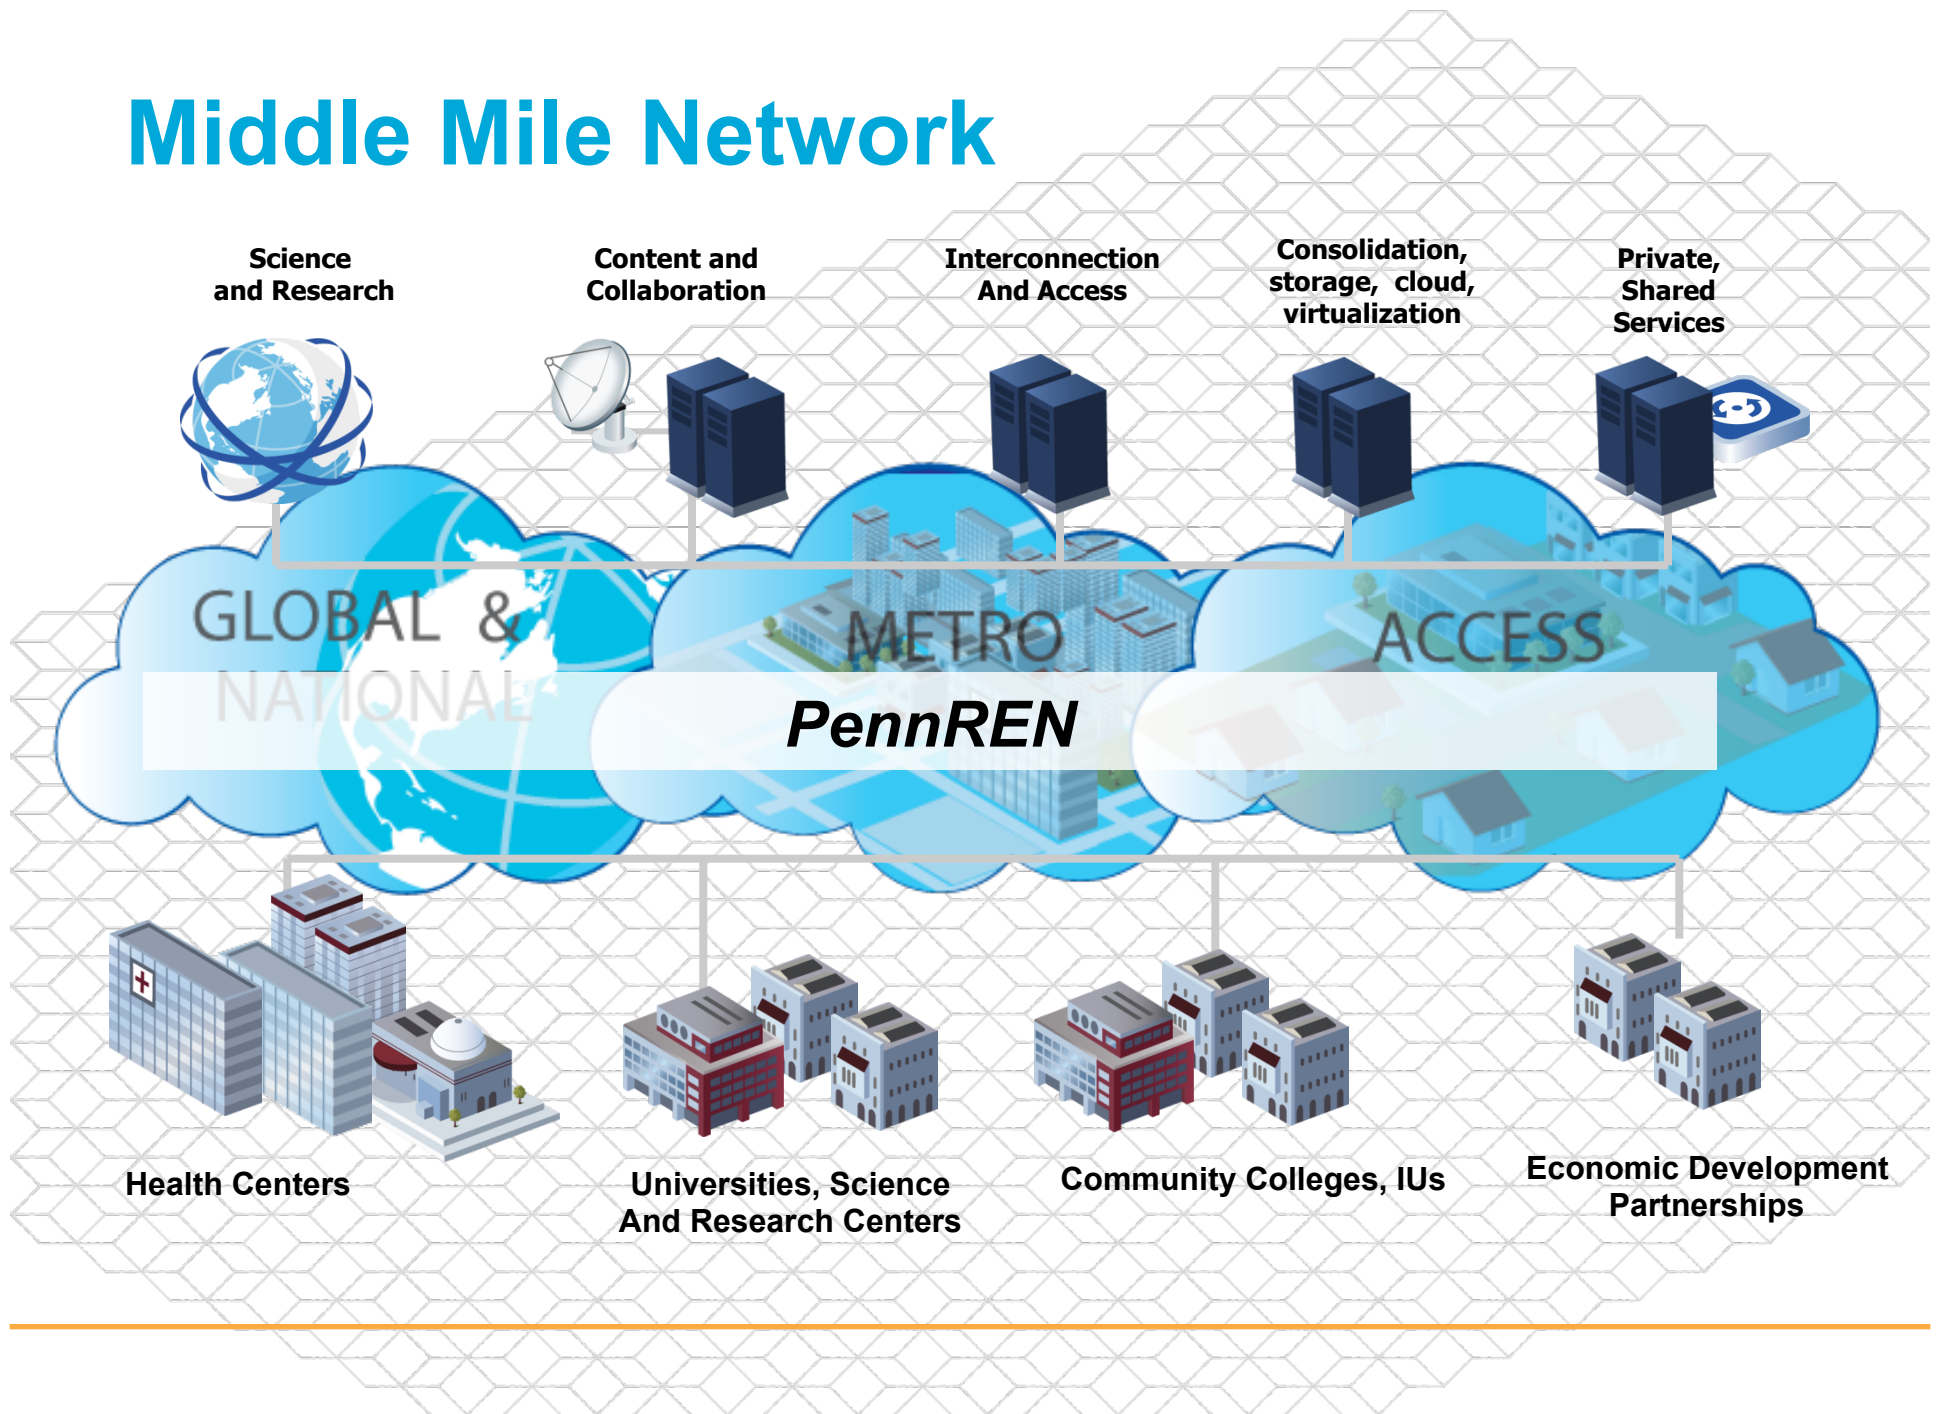 Middle Mile Network
Science
and Research
Content and
Collaboration
Interconnection
And Access
Consolidation,
storage, cloud,
virtualization
Private,
Shared
Services
GLOBAL &
NATIONAL
METRO
ACCESS
PennREN
Health Centers
Universities, Science
And Research Centers
Community Colleges, IUs
Economic Development
Partnerships